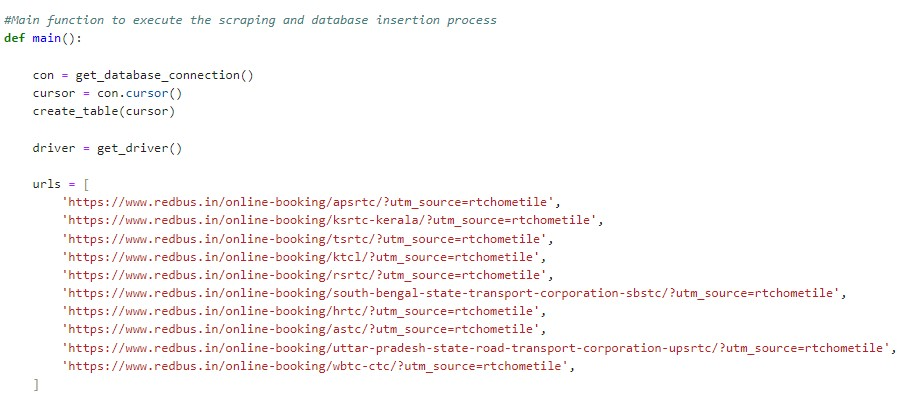 #Main function to execute the scraping and database insertion process
def main():
    con = get_database_connection()
    cursor = con.cursor()
    create_table(cursor)
    driver = get_driver()
    urls = [
        'https://www.redbus.in/online-booking/apsrtc/?utm_source=rtchometile',
        'https://www.redbus.in/online-booking/ksrtc-kerala/?utm_source=rtchometile',
        'https://www.redbus.in/online-booking/tsrtc/?utm_source=rtchometile',
        'https://www.redbus.in/online-booking/ktcl/?utm_source=rtchometile',
        'https://www.redbus.in/online-booking/rsrtc/?utm_source=rtchometile',
        'https://www.redbus.in/online-booking/south-bengal-state-transport-corporation-sbstc/?utm_source=rtchometile',
        'https://www.redbus.in/online-booking/hrtc/?utm_source=rtchometile',
        'https://www.redbus.in/online-booking/astc/?utm_source=rtchometile',
        'https://www.redbus.in/online-booking/uttar-pradesh-state-road-transport-corporation-upsrtc/?utm_source=rtchometile',
        'https://www.redbus.in/online-booking/wbtc-ctc/?utm_source=rtchometile',
    ]